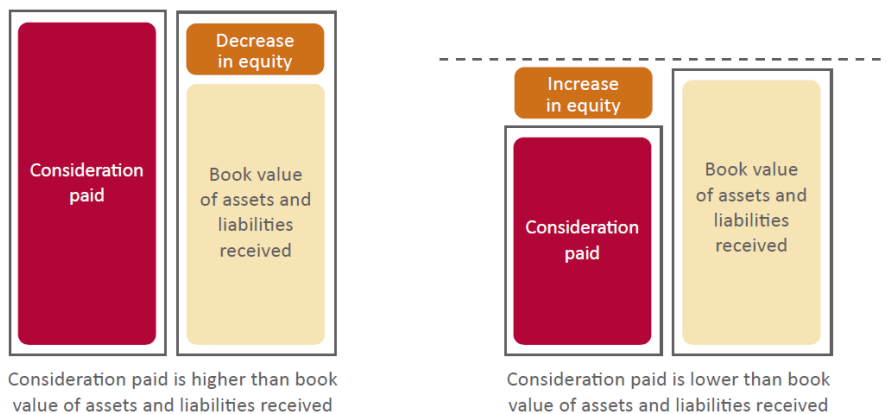 Consideration
paid
Decrease
in equity
Book value
of assets and
liabilities
received
Consideration paid is higher than book
value of assets and liabilities received
Increase
in equity
Consideration
paid
Book value
of assets and
liabilities
received
Consideration paid is lower than book
value of assets and liabilities received